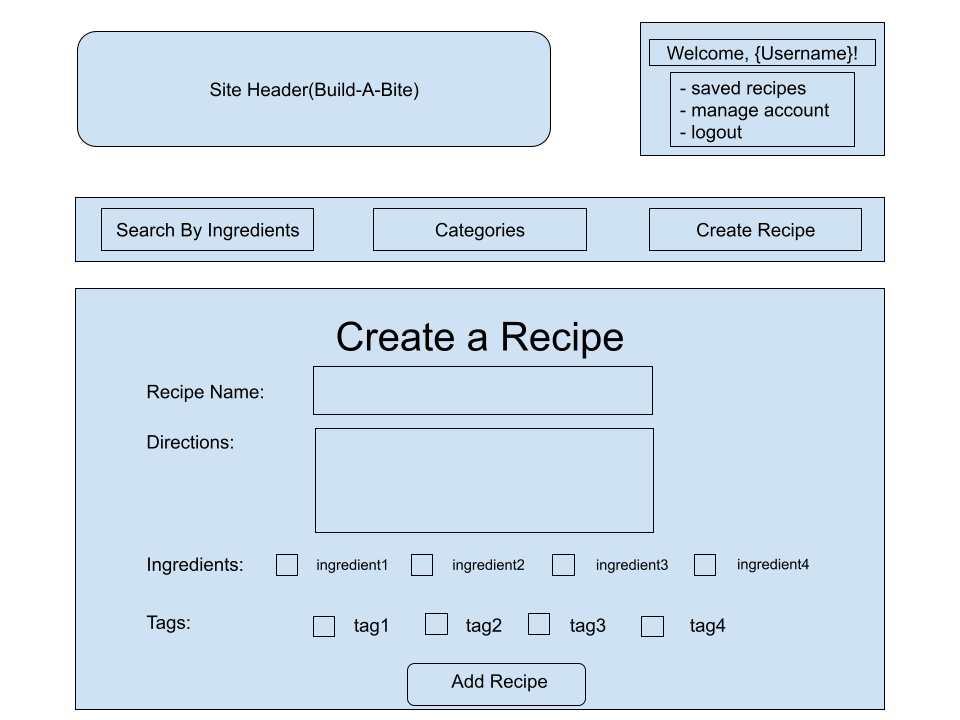 Site Header(Build-A-Bite)
Welcome, {Username}!
- saved recipes
- manage account
- logout
Search By Ingredients
Categories
Create Recipe
Create a Recipe
Recipe Name:
Directions:
Ingredients: ingredient1 ingredient2 ingredient3 ingredient4
Tags: tag1 tag2 tag3 tag4
Add Recipe